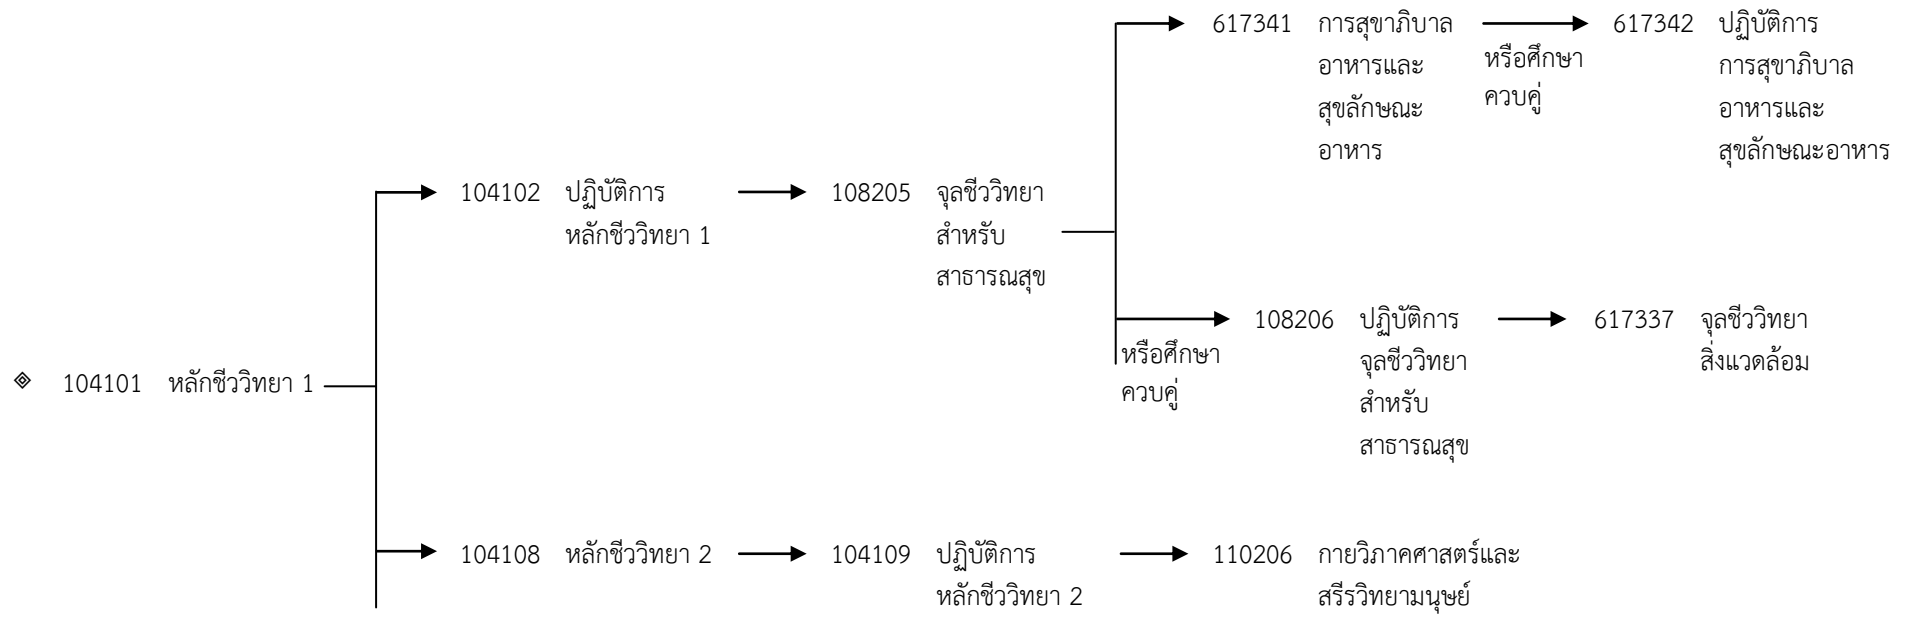 617341 การสุขาภิบาล
อาหารและ
สุขลักษณะ
อาหาร
หรือศึกษา
ควบคู่
617342 ปฏิบัติการ
การสุขาภิบาล
อาหารและ
สุขลักษณะอาหาร
104102 ปฏิบัติการ
หลักชีววิทยา 1
108205 จุลชีววิทยา
สำหรับ
สาธารณสุข
หรือศึกษา
ควบคู่
108206 ปฏิบัติการ
จุลชีววิทยา
สำหรับ
สาธารณสุข
617337 จุลชีววิทยา
สิ่งแวดล้อม
104101 หลักชีววิทยา 1
104108 หลักชีววิทยา 2
104109 ปฏิบัติการ
หลักชีววิทยา 2
110206 กายวิภาคศาสตร์และ
สรีรวิทยามนุษย์